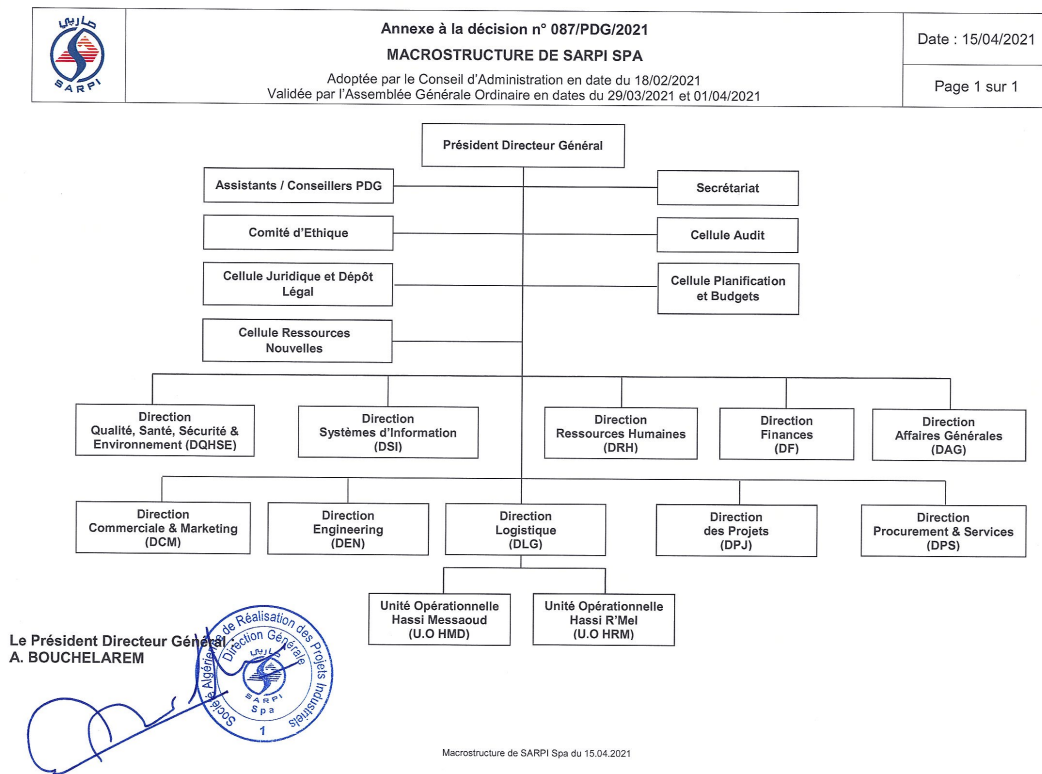 صاربي
SARPI
Annexe à la décision n° 087/PDG/2021
MACROSTRUCTURE DE SARPI SPA
Adoptée par le Conseil d'Administration en date du 18/02/2021
Validée par l'Assemblée Générale Ordinaire en dates du 29/03/2021 et 01/04/2021
Date : 15/04/2021
Page 1 sur 1
Président Directeur Général
Assistants / Conseillers PDG
Secrétariat
Comité d'Ethique
Cellule Audit
Cellule Juridique et Dépôt
Légal
Cellule Planification
et Budgets
Cellule Ressources
Nouvelles
Direction
Qualité, Santé, Sécurité &
Environnement (DQHSE)
Direction
Systèmes d'Information
(DSI)
Direction
Ressources Humaines
(DRH)
Direction
Finances
(DF)
Direction
Affaires Générales
(DAG)
Direction
Commerciale & Marketing
(DCM)
Direction
Engineering
(DEN)
Direction
Logistique
(DLG)
Direction
des Projets
(DPJ)
Direction
Procurement & Services
(DPS)
Unité Opérationnelle
Hassi Messaoud
(U.O HMD)
Unité Opérationnelle
Hassi R'Mel
(U.O HRM)
Le Président Directeur Général
A. BOUCHELAREM
Société Algérienne de Réalisation des Projets Industriels
Direction Générale
صاربي
SARPI
Spa
1
Macrostructure de SARPI Spa du 15.04.2021